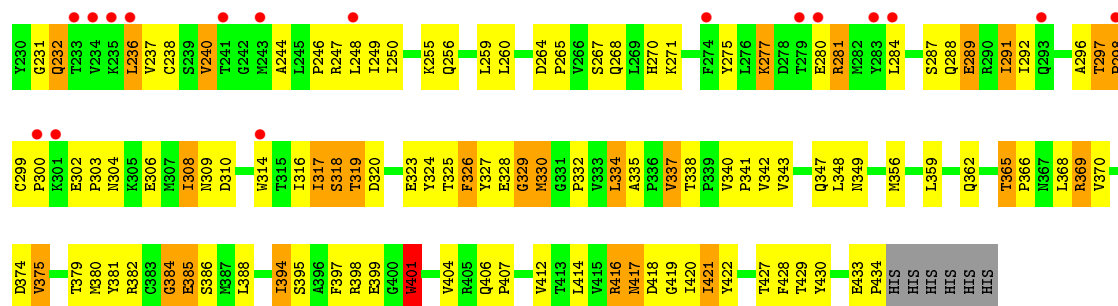 Y230 G231 Q232 T233 V234 K235 L236 V237 C238 S239 V240 T241 G242 M243 A244 L245 P246 R247 L248 I249 I250 K255 Q256 L259 L260 D264 P265 V266 S267 Q268 L269 H270 K271 F274 Y275 L276 K277 D278 T279 E280 R281 M282 Y283 L284 S287 Q288 E289 R290 I291 I292 Q293 A296 T297 P298
C299 P300 K301 E302 P303 N304 K305 E306 M307 I308 N309 D310 W314 T315 I316 I317 S318 T319 D320 E323 Y324 T325 F326 Y327 E328 G329 M330 G331 P332 V333 L334 A335 P336 V337 T338 P339 V340 P341 V342 V343 Q347 L348 N349 M356 L359 Q362 T365 P366 N367 L368 R369 V370
D374 V375 T379 M380 Y381 R382 C383 G384 E385 S386 M387 L388 I394 S395 A396 F397 R398 E399 G400 W401 V404 R405 Q406 P407 V412 T413 L414 V415 R416 N417 D418 G419 I420 I421 Y422 T427 F428 T429 Y430 E433 P434 HIS HIS HIS HIS HIS HIS